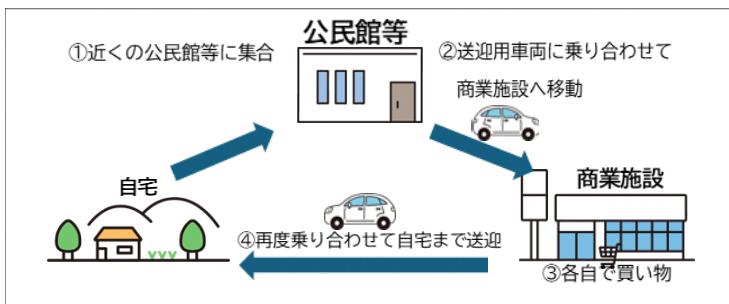 公民館等
①近くの公民館等に集合
②送迎用車両に乗り合わせて
商業施設へ移動
自宅
商業施設
③各自で買い物
④再度乗り合わせて自宅まで送迎